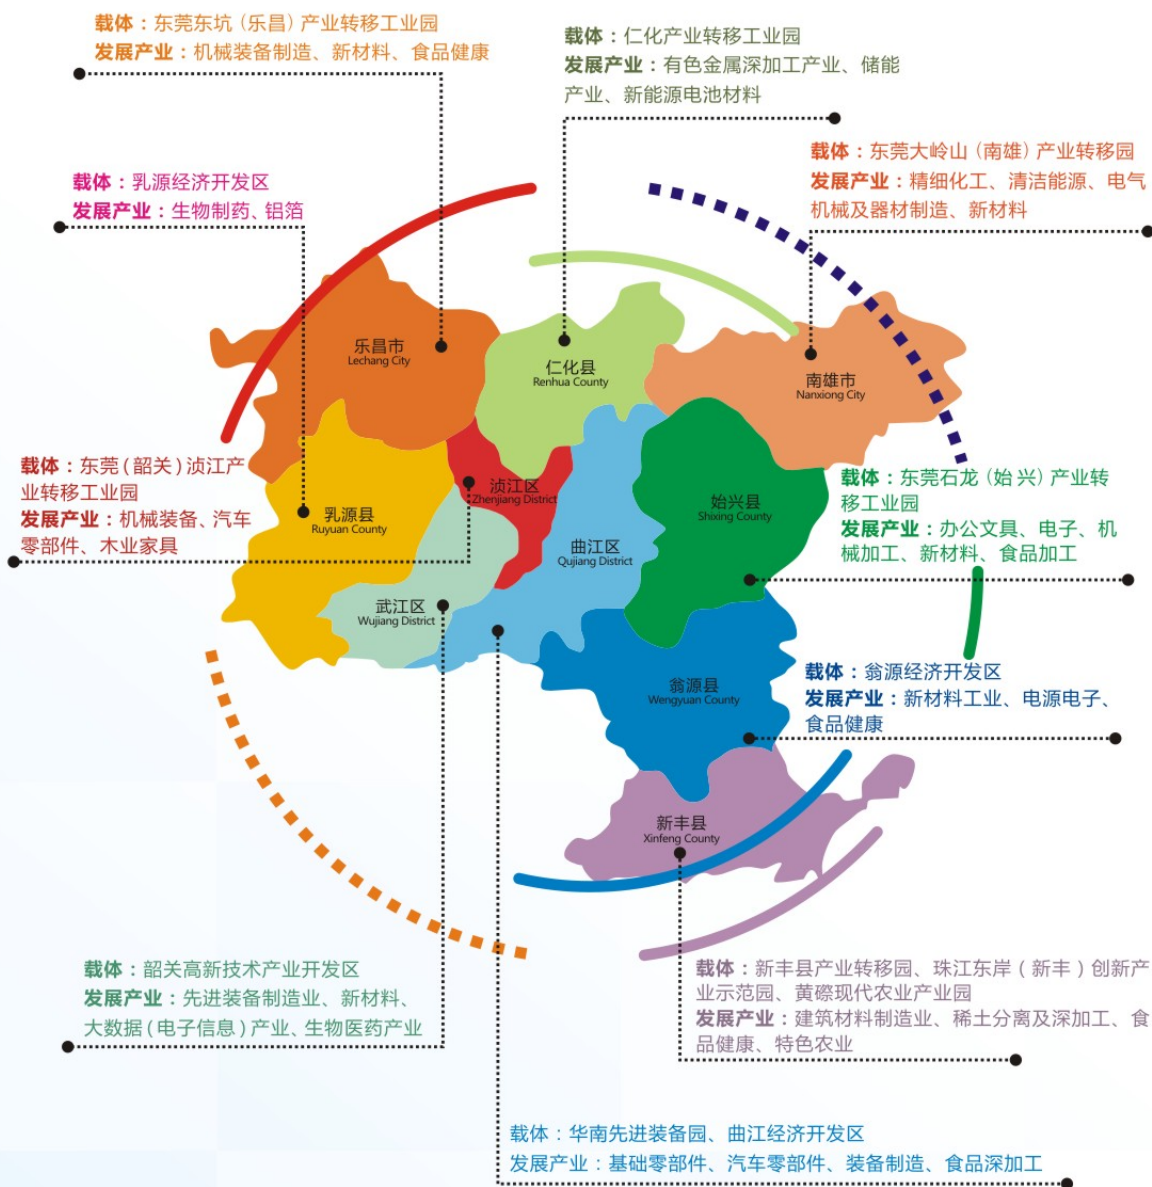 载体：东莞东坑（乐昌）产业转移工业园
发展产业：机械装备制造、新材料、食品健康
载体：仁化产业转移工业园
发展产业：有色金属深加工产业、储能
产业、新能源电池材料
载体：东莞大岭山（南雄）产业转移园
发展产业：精细化工、清洁能源、电气
机械及器材制造、新材料
载体：乳源经济开发区
发展产业：生物制药、铝箔
乐昌市
Lechang City
仁化县
Renhua County
南雄市
Nanxiong City
载体：东莞（韶关）浈江产
业转移工业园
发展产业：机械装备、汽车
零部件、木业家具
浈江区
Zhenjiang District
乳源县
Ruyuan County
始兴县
Shixing County
曲江区
Qujiang District
武江区
Wujiang District
载体：东莞石龙（始兴）产业转
移工业园
发展产业：办公文具、电子、机
械加工、新材料、食品加工
翁源县
Wengyuan County
载体：翁源经济开发区
发展产业：新材料工业、电源电子、
食品健康
新丰县
Xinfeng County
载体：韶关高新技术产业开发区
发展产业：先进装备制造业、新材料、
大数据（电子信息）产业、生物医药产业
载体：新丰县产业转移园、珠江东岸（新丰）创新产
业示范园、黄磜现代农业产业园
发展产业：建筑材料制造业、稀土分离及深加工、食
品健康、特色农业
载体：华南先进装备园、曲江经济开发区
发展产业：基础零部件、汽车零部件、装备制造、食品深加工